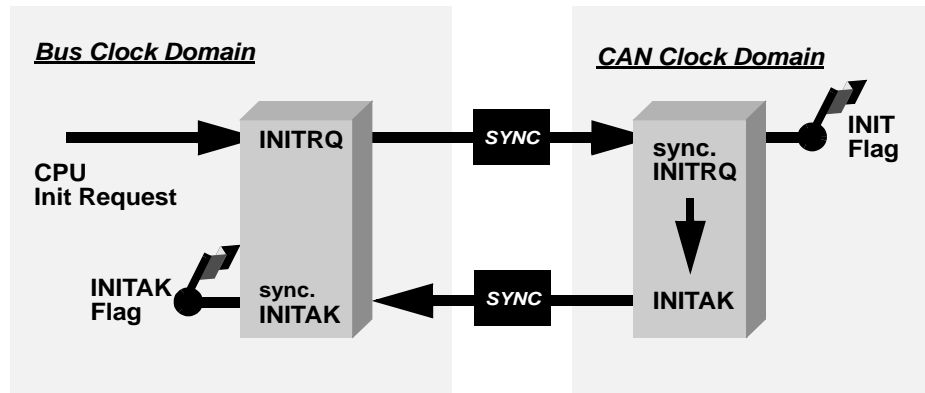 Bus Clock Domain
CAN Clock Domain
INITRQ
SYNC
sync.
INITRQ
INIT
Flag
CPU
Init Request
INITAK
Flag
sync.
INITAK
SYNC
INITAK